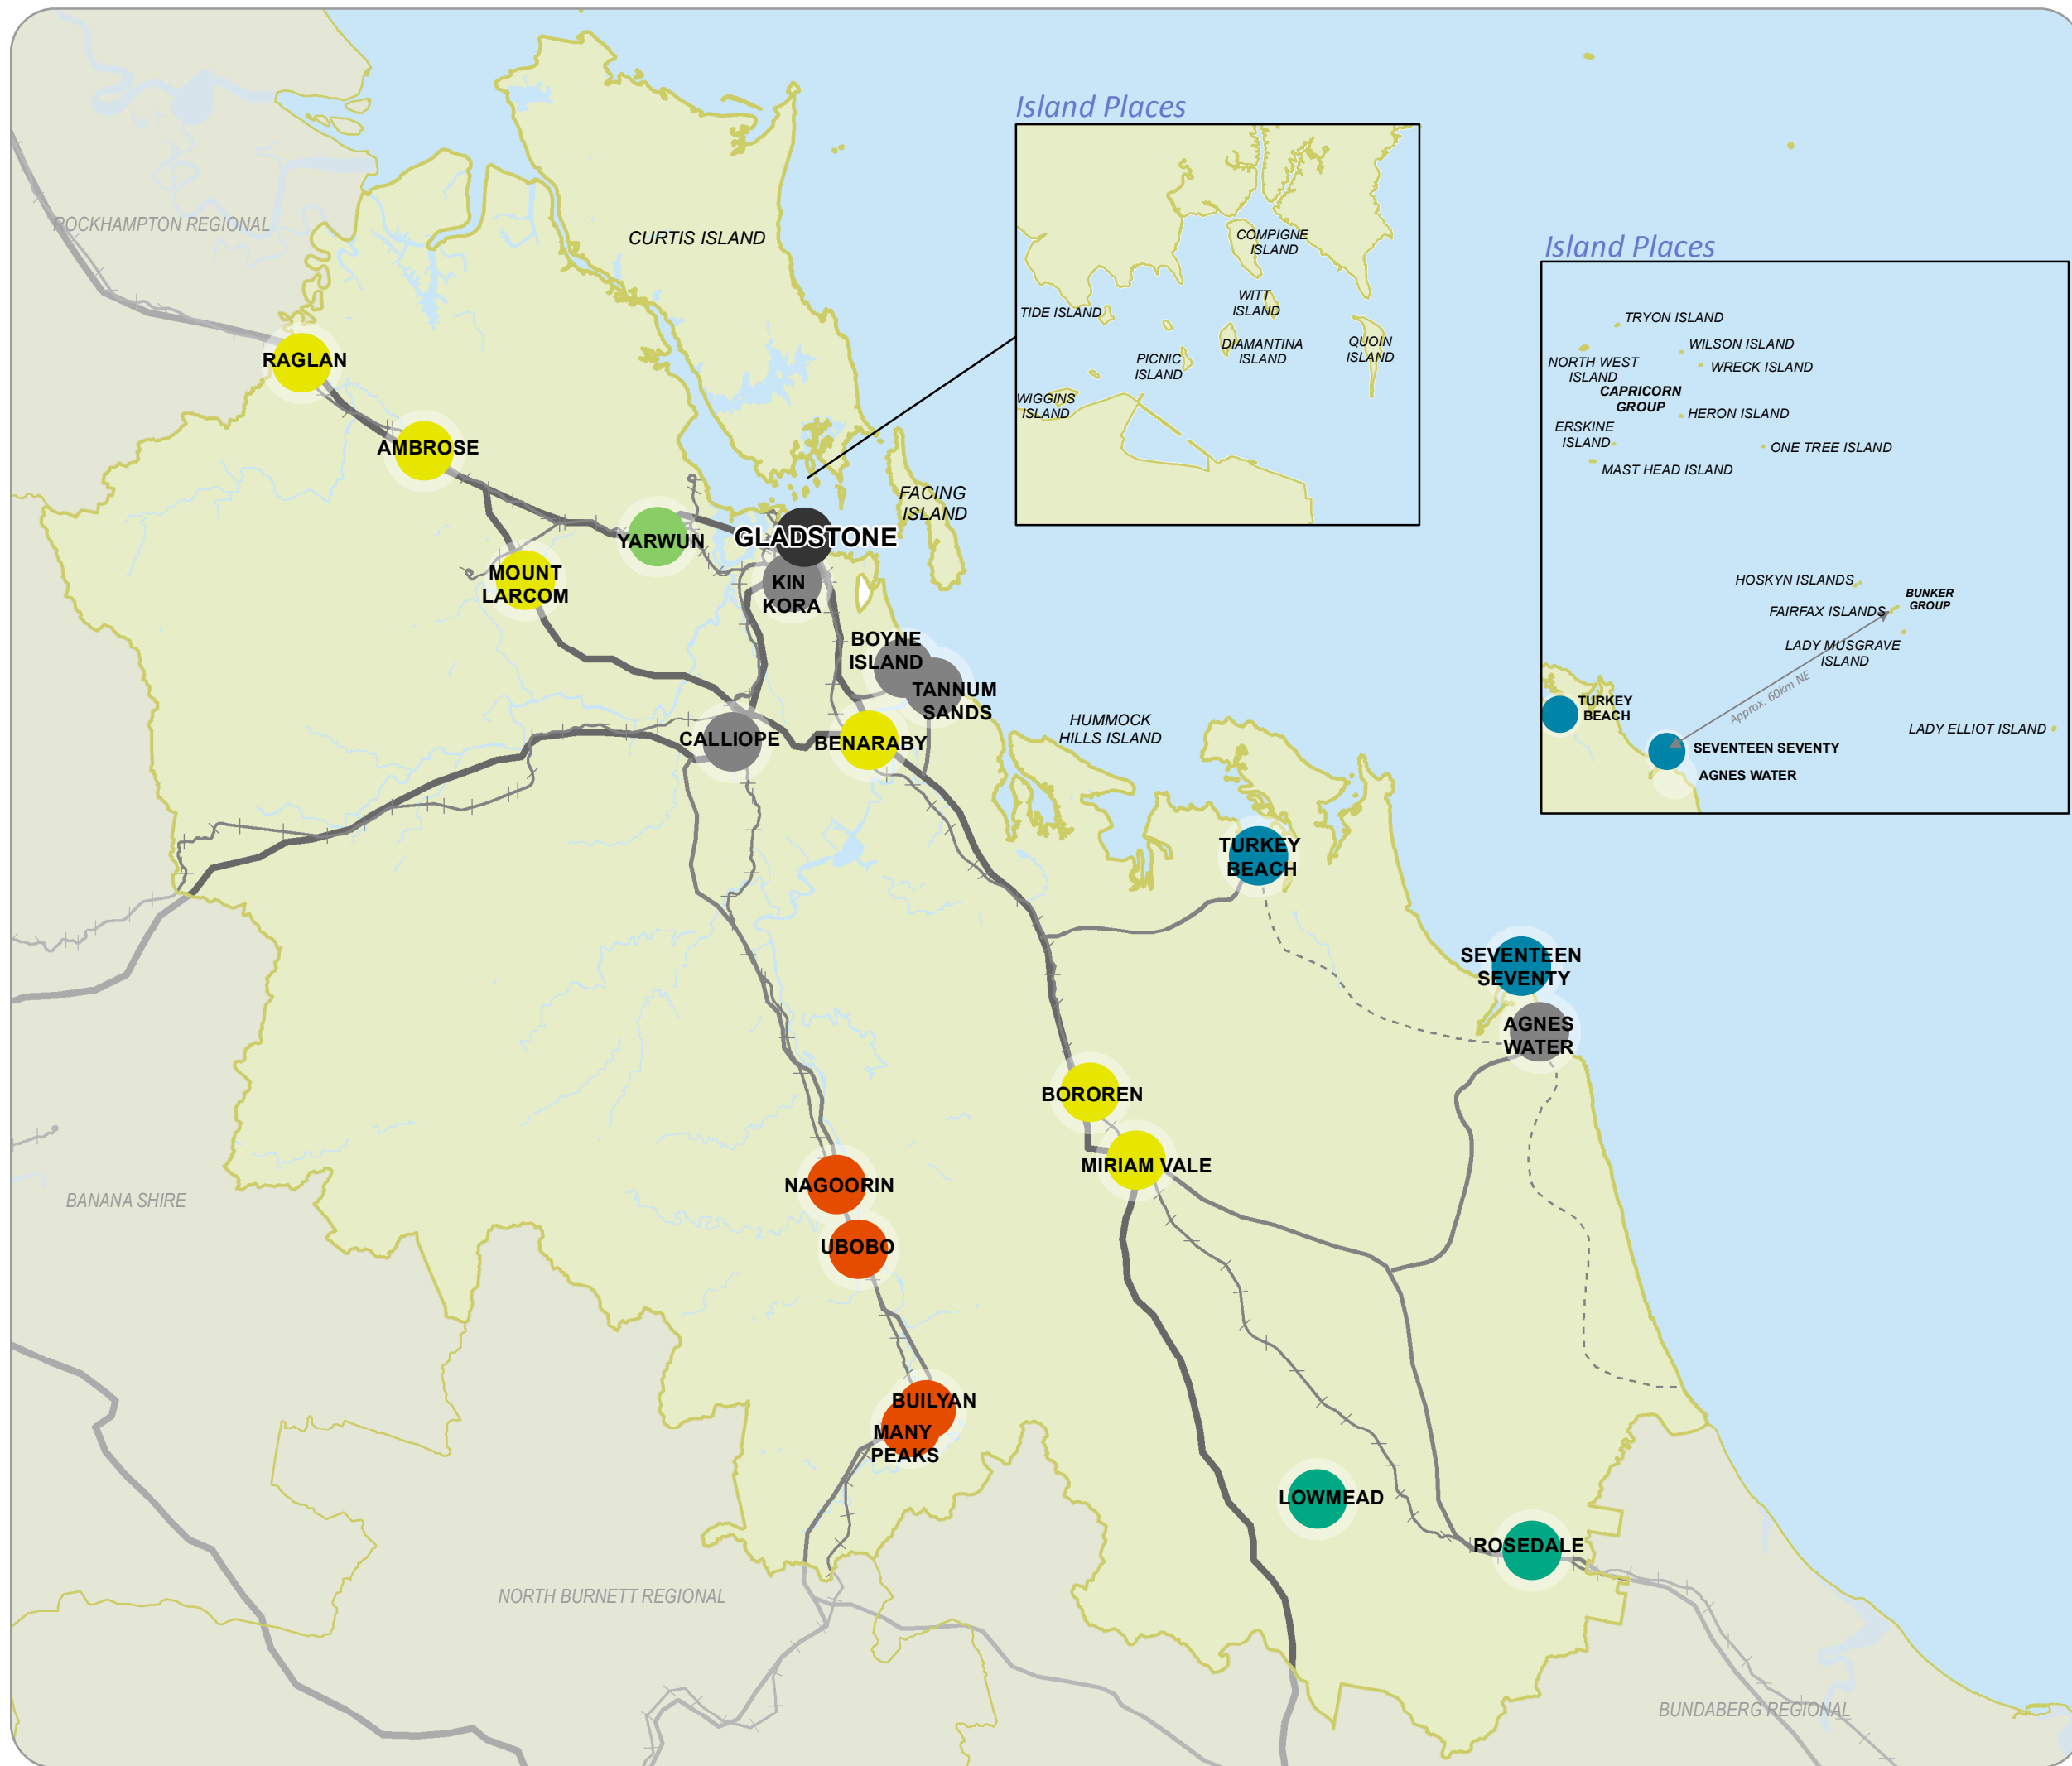 Island Places
ROCKHAMPTON REGIONAL
CURTIS ISLAND
COMPIGNE
ISLAND
WITT
ISLAND
TIDE ISLAND
DIAMANTINA
ISLAND
QUOIN
ISLAND
PICNIC
ISLAND
WIGGINS
ISLAND
Island Places
TRYON ISLAND
WILSON ISLAND
NORTH WEST
ISLAND
WRECK ISLAND
CAPRICORN
GROUP
HERON ISLAND
ERSKINE
ISLAND
ONE TREE ISLAND
MAST HEAD ISLAND
HOSKYN ISLANDS
BUNKER
GROUP
FAIRFAX ISLANDS
LADY MUSGRAVE
ISLAND
Approx. 60km NE
TURKEY
BEACH
LADY ELLIOT ISLAND
SEVENTEEN SEVENTY
AGNES WATER
RAGLAN
AMBROSE
FACING
ISLAND
YARWUN
GLADSTONE
MOUNT
LARCOM
KIN
KORA
BOYNE
ISLAND
TANNUM
SANDS
HUMMOCK
HILLS ISLAND
CALLIOPE
BENARABY
TURKEY
BEACH
SEVENTEEN
SEVENTY
AGNES
WATER
BOROREN
MIRIAM VALE
NAGOORIN
BANANA SHIRE
UBOBO
BUILYAN
MANY
PEAKS
LOWMEAD
ROSEDALE
NORTH BURNETT REGIONAL
BUNDABERG REGIONAL